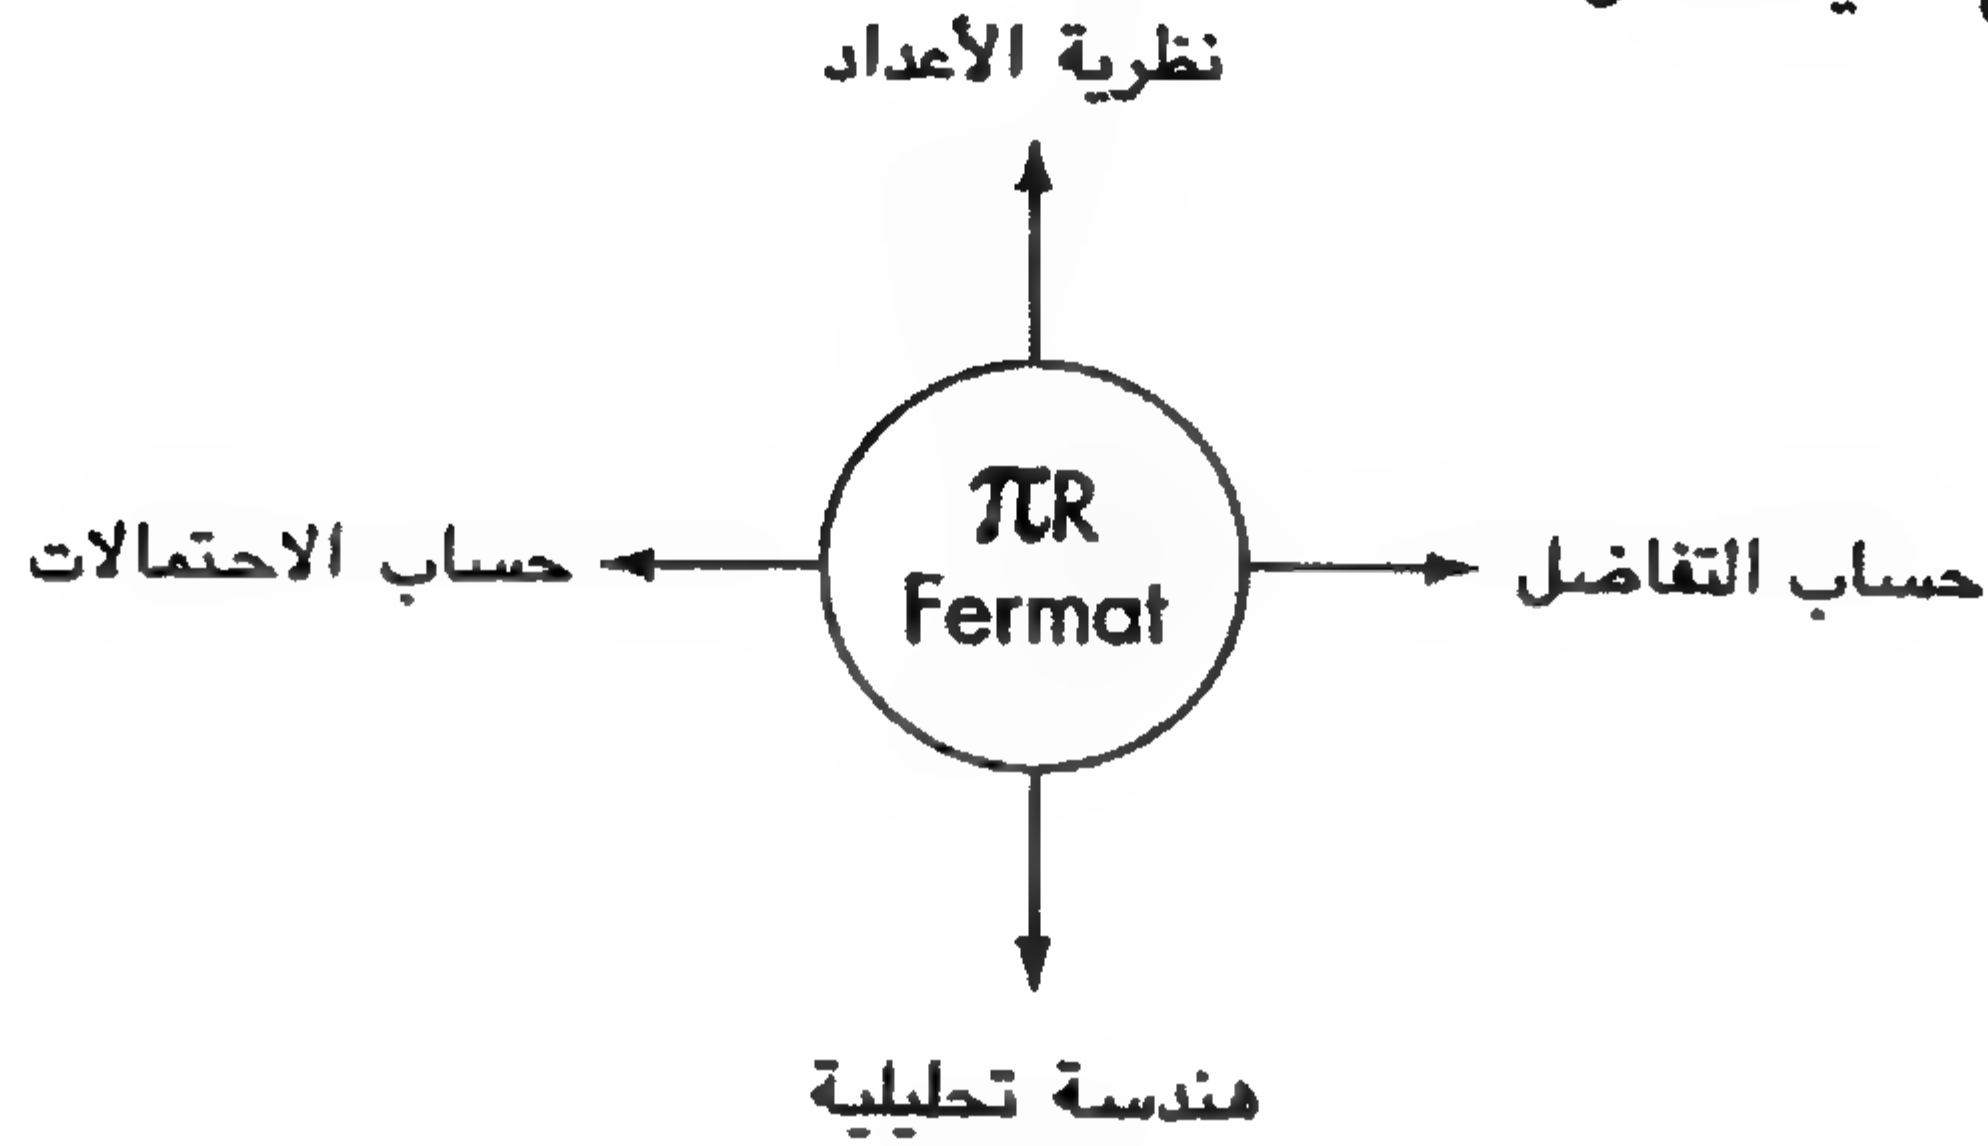 نظرية الأعداد
حساب الاحتمالات
πR
Fermat
حساب التفاضل
هندسة تحليلية